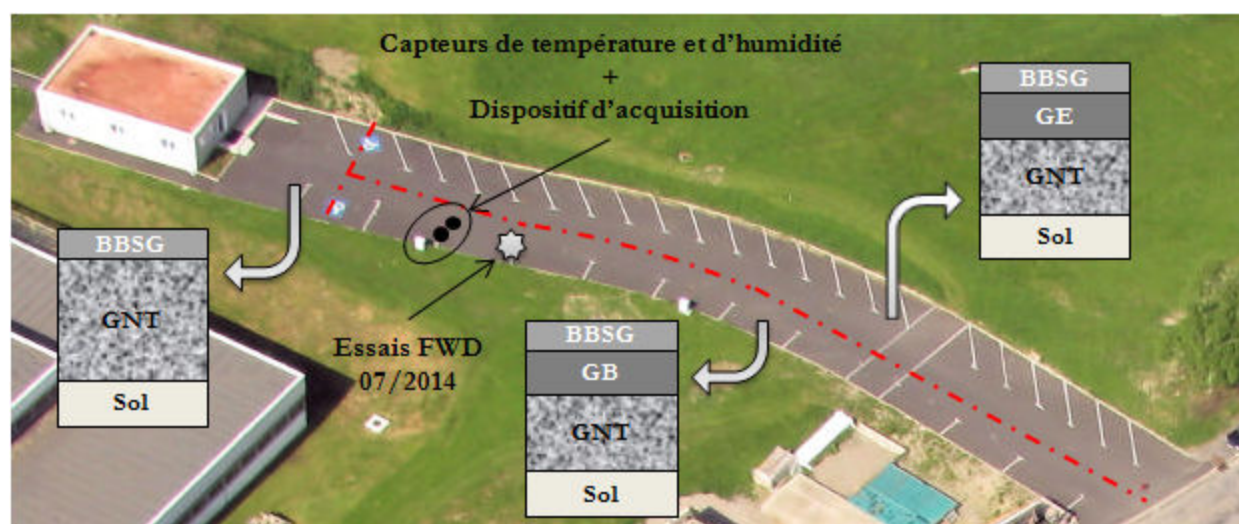 Capteurs de température et d'humidité
+
Dispositif d'acquisition
BBSG
GE
GNT
Sol
BBSG
GNT
Sol
Essais FWD
07/2014
BBSG
GB
GNT
Sol